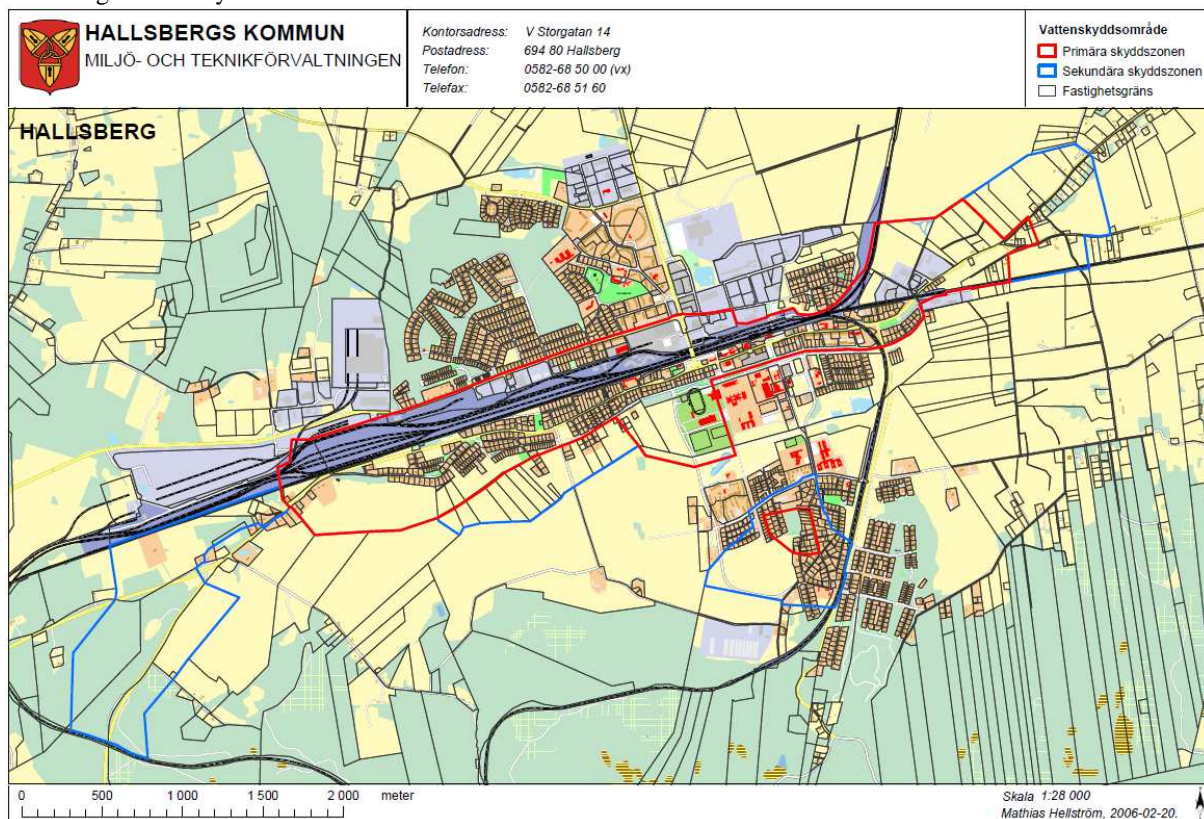 HALLSBERGS KOMMUN
MILJÖ- OCH TEKNIKFÖRVALTNINGEN
Kontorsadress: V Storgatan 14
Postadress: 694 80 Hallsberg
Telefon: 0582-68 50 00 (vx)
Telefax: 0582-68 51 60
Vattenskyddsområde
Primära skyddszonen
Sekundära skyddszonen
Fastighetsgräns
HALLSBERG
0 500 1 000 1 500 2 000 meter
Skala 1:28 000
Mathias Hellström, 2006-02-20.